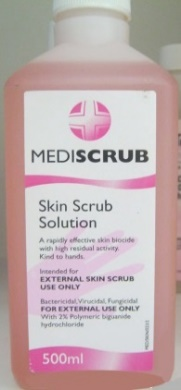 MEDISCRUB
Skin Scrub
Solution
A rapidly effective skin biocide
with high residual activity.
Kind to hands.
Intended for
EXTERNAL SKIN SCRUB
USE ONLY
Bactericidal, Virucidal, Fungicidal
FOR EXTERNAL USE ONLY
With 2% Polymeric biguanide
hydrochloride
500ml